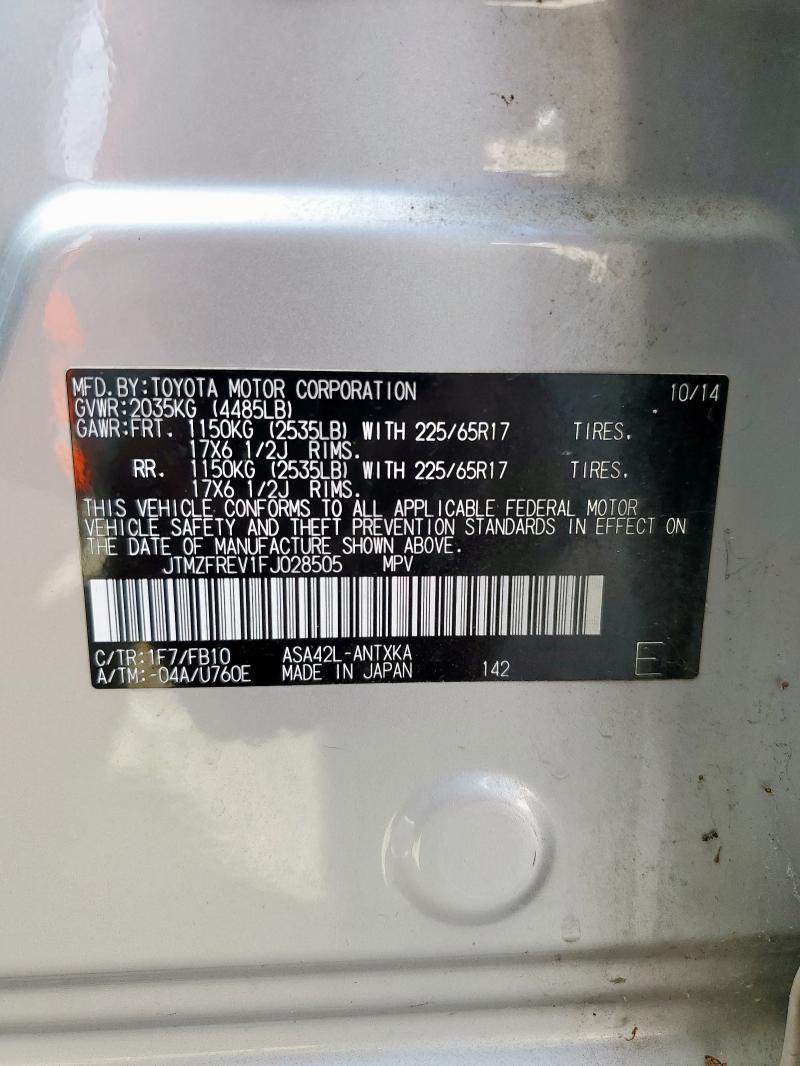 MFD.BY:TOYOTA MOTOR CORPORATION 10/14
GVWR:2035KG (4485LB)
GAWR:FRT. 1150KG (2535LB) WITH 225/65R17 TIRES.
17X6 1/2J RIMS.
RR. 1150KG (2535LB) WITH 225/65R17 TIRES.
17X6 1/2J RIMS.
THIS VEHICLE CONFORMS TO ALL APPLICABLE FEDERAL MOTOR
VEHICLE SAFETY AND THEFT PREVENTION STANDARDS IN EFFECT ON
THE DATE OF MANUFACTURE SHOWN ABOVE.
JTMZFREV1FJ028505 MPV
C/TR:1F7/FB10 ASA42L-ANTXKA
A/TM:-04A/U760E MADE IN JAPAN 142 E